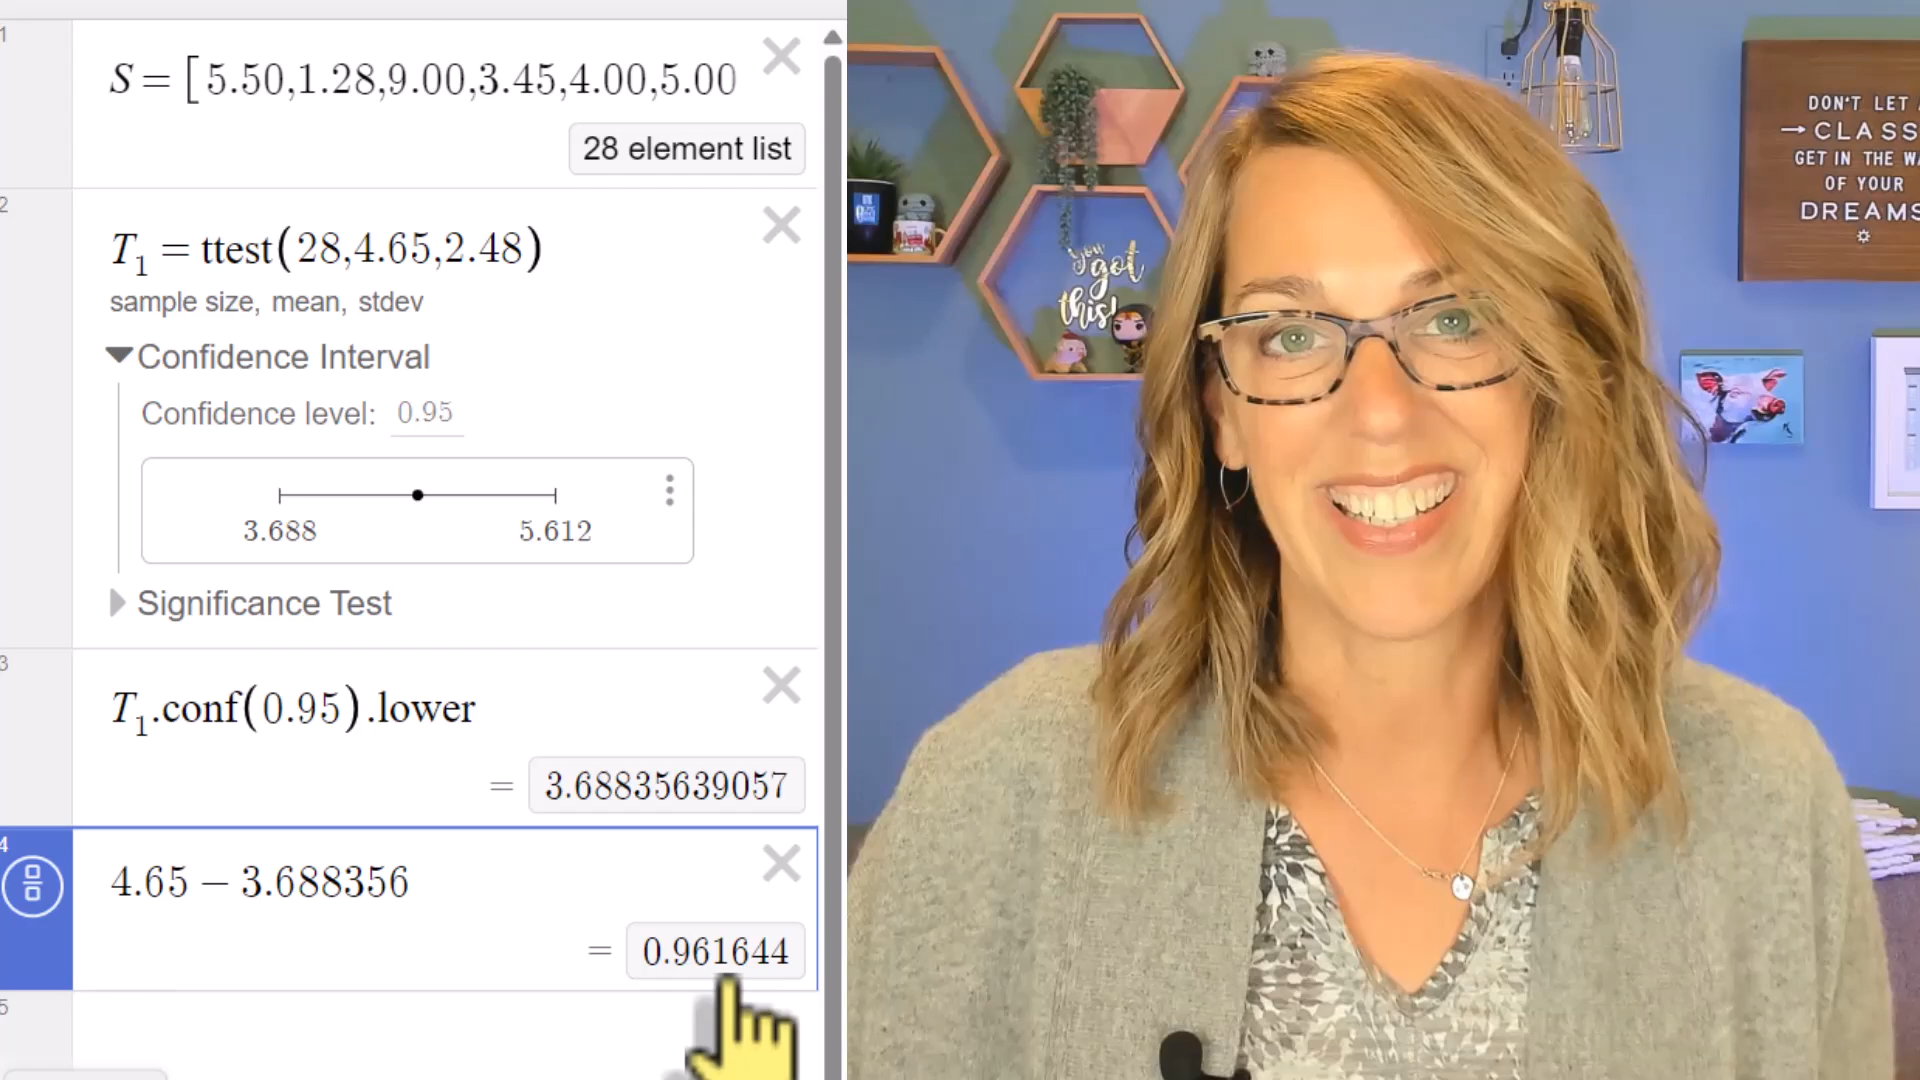 1
S = [5.50,1.28,9.00,3.45,4.00,5.00
28 element list
2
T₁ = ttest(28,4.65,2.48)
sample size, mean, stdev
Confidence Interval
Confidence level: 0.95
3.688 5.612
Significance Test
3
T₁.conf(0.95).lower
= 3.68835639057
4
4.65 − 3.688356
= 0.961644
5
You
got
this!
DON'T LET
→ CLASS
GET IN THE WA
OF YOUR
DREAMS